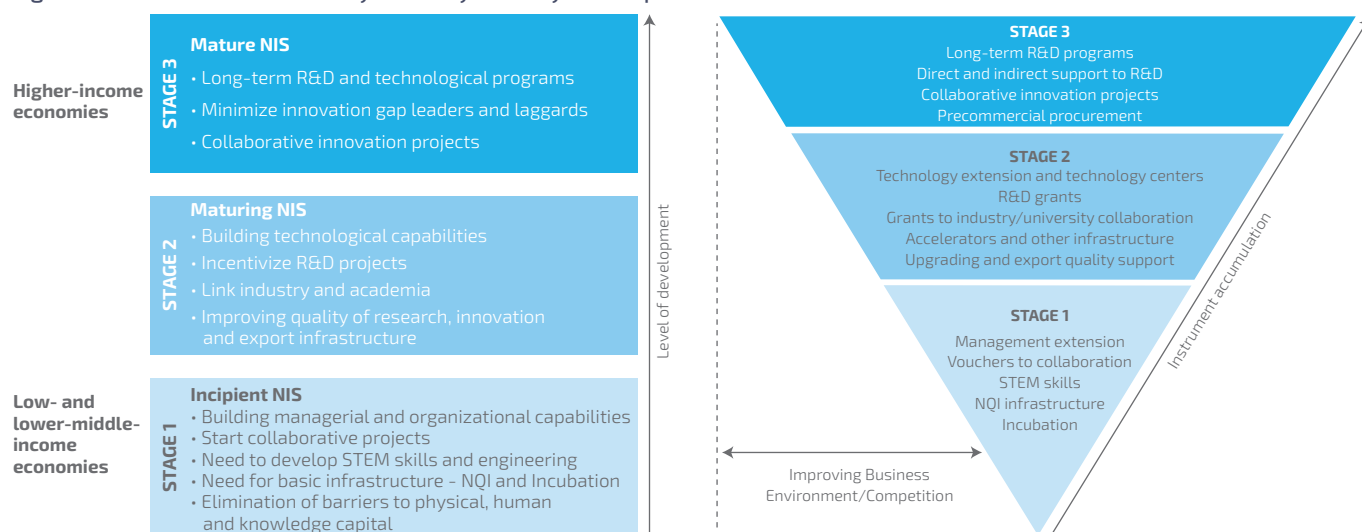 Higher-income
economies
STAGE 3
Mature NIS
• Long-term R&D and technological programs
• Minimize innovation gap leaders and laggards
• Collaborative innovation projects
STAGE 2
Maturing NIS
• Building technological capabilities
• Incentivize R&D projects
• Link industry and academia
• Improving quality of research, innovation
and export infrastructure
Low- and
lower-middle-
income
economies
STAGE 1
Incipient NIS
• Building managerial and organizational capabilities
• Start collaborative projects
• Need to develop STEM skills and engineering
• Need for basic infrastructure - NQI and Incubation
• Elimination of barriers to physical, human
and knowledge capital
Level of development
STAGE 3
Long-term R&D programs
Direct and indirect support to R&D
Collaborative innovation projects
Precommercial procurement
STAGE 2
Technology extension and technology centers
R&D grants
Grants to industry/university collaboration
Accelerators and other infrastructure
Upgrading and export quality support
STAGE 1
Management extension
Vouchers to collaboration
STEM skills
NQI infrastructure
Incubation
Instrument accumulation
Improving Business
Environment/Competition